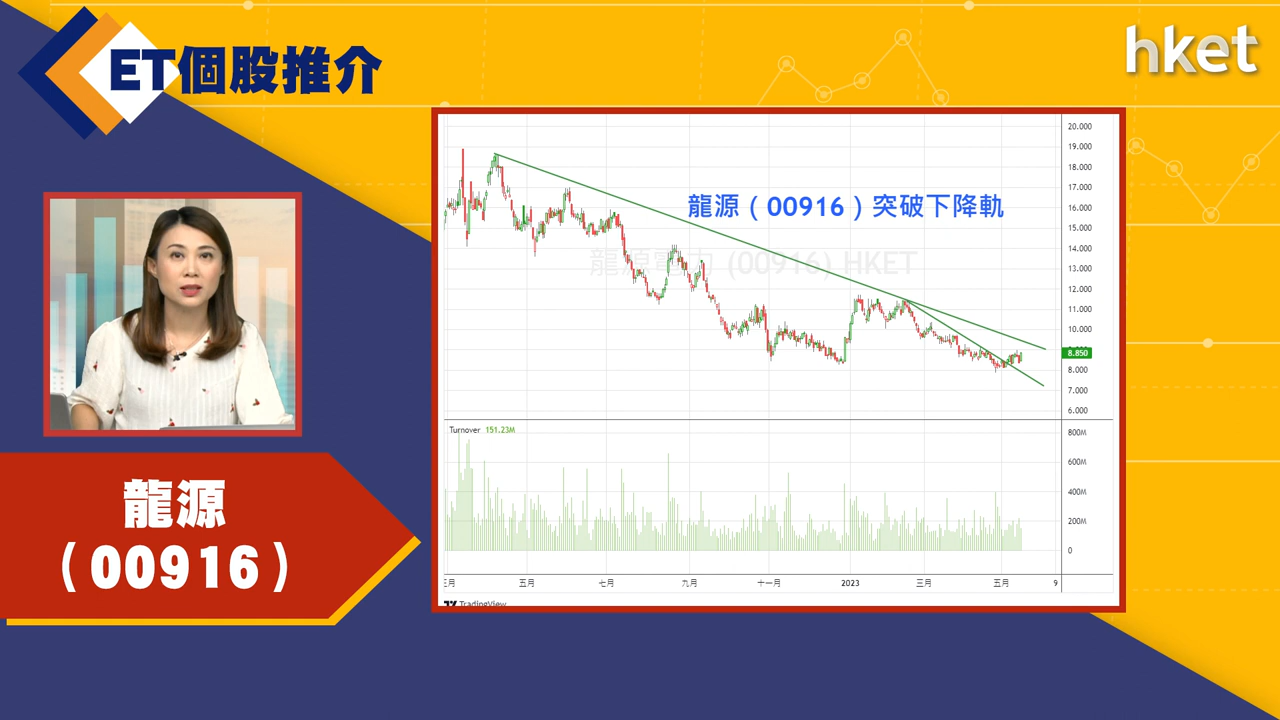 ET個股推介
hket
龍源
（00916）
龍源（00916）突破下降軌
龍源電力 (00916) HKET
20.000
19.000
18.000
17.000
16.000
15.000
14.000
13.000
12.000
11.000
10.000
8.850
8.000
7.000
6.000
Turnover 151.23M
800M
600M
400M
200M
0
三月 五月 七月 九月 十一月 2023 三月 五月 9
TradingView